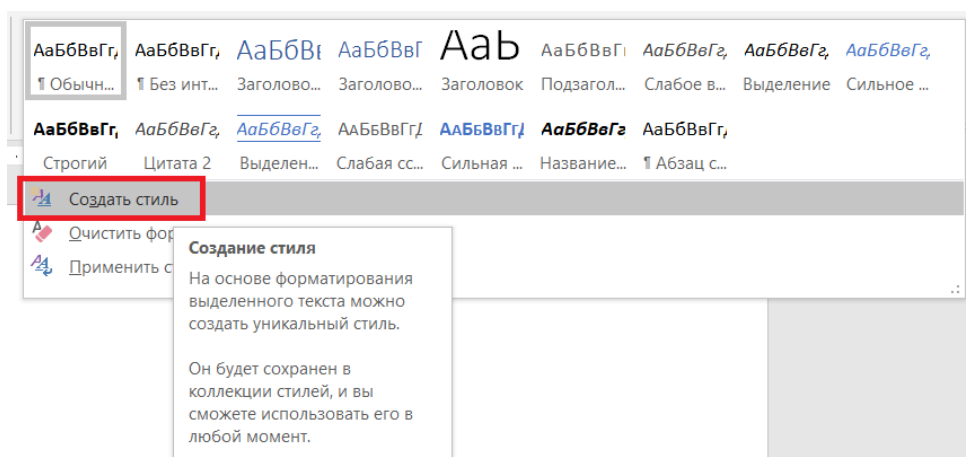 АаБбВвГг, АаБбВвГг, АаБбВв АаБбВвГ Ааb АаБбВвГг АаБбВвГг, АаБбВвГг, АаБбВвГг,
¶ Обычн... ¶ Без инт... Заголово... Заголово... Заголовок Подзагол... Слабое в... Выделение Сильное ...
АаБбВвГг, АаБбВвГг, АаБбВвГг, АаБбВвГгД АаБбВвГгД АаБбВвГг АаБбВвГг,
Строгий Цитата 2 Выделен... Слабая сс... Сильная ... Название... ¶ Абзац с...
Создать стиль
Очистить фор
Применить с
Создание стиля
На основе форматирования
выделенного текста можно
создать уникальный стиль.
Он будет сохранен в
коллекции стилей, и вы
сможете использовать его в
любой момент.